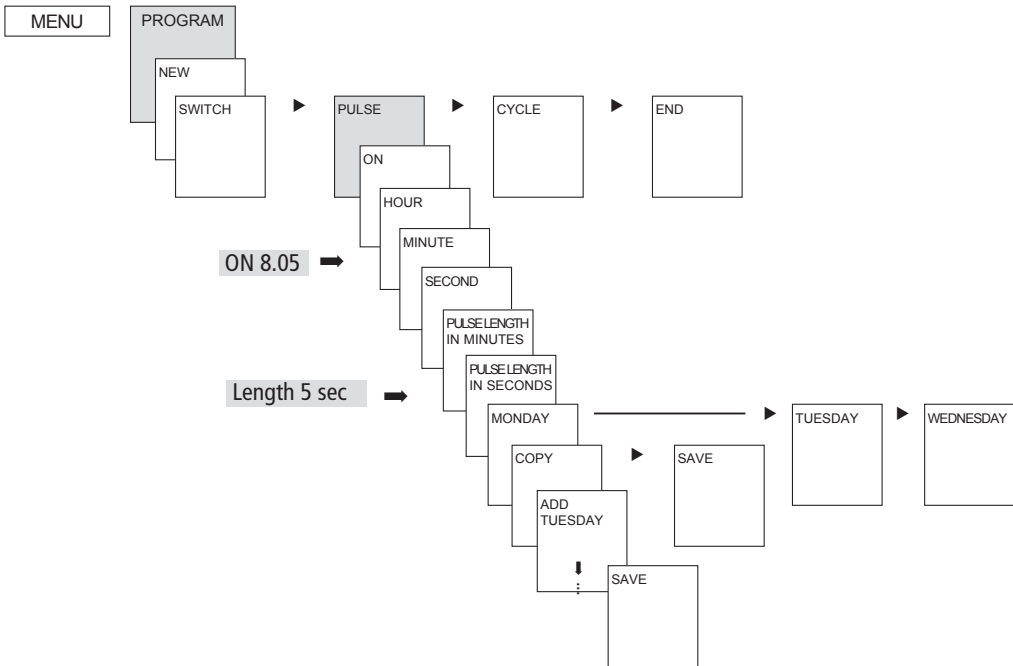 MENU
PROGRAM
NEW
SWITCH
PULSE
CYCLE
END
ON
HOUR
MINUTE
ON 8.05
SECOND
PULSE LENGTH
IN MINUTES
PULSE LENGTH
IN SECONDS
Length 5 sec
MONDAY
TUESDAY
WEDNESDAY
COPY
SAVE
ADD
TUESDAY
SAVE